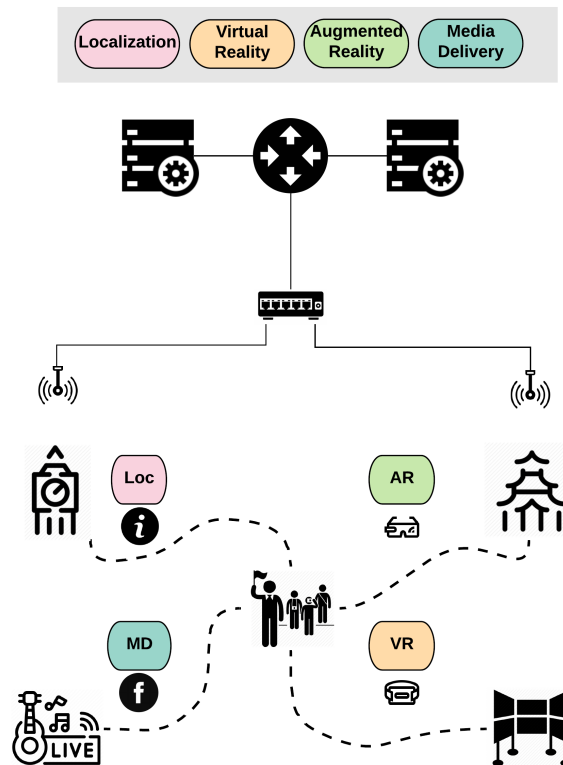 Localization
Virtual
Reality
Augmented
Reality
Media
Delivery
Loc
i
AR
MD
f
VR
LIVE